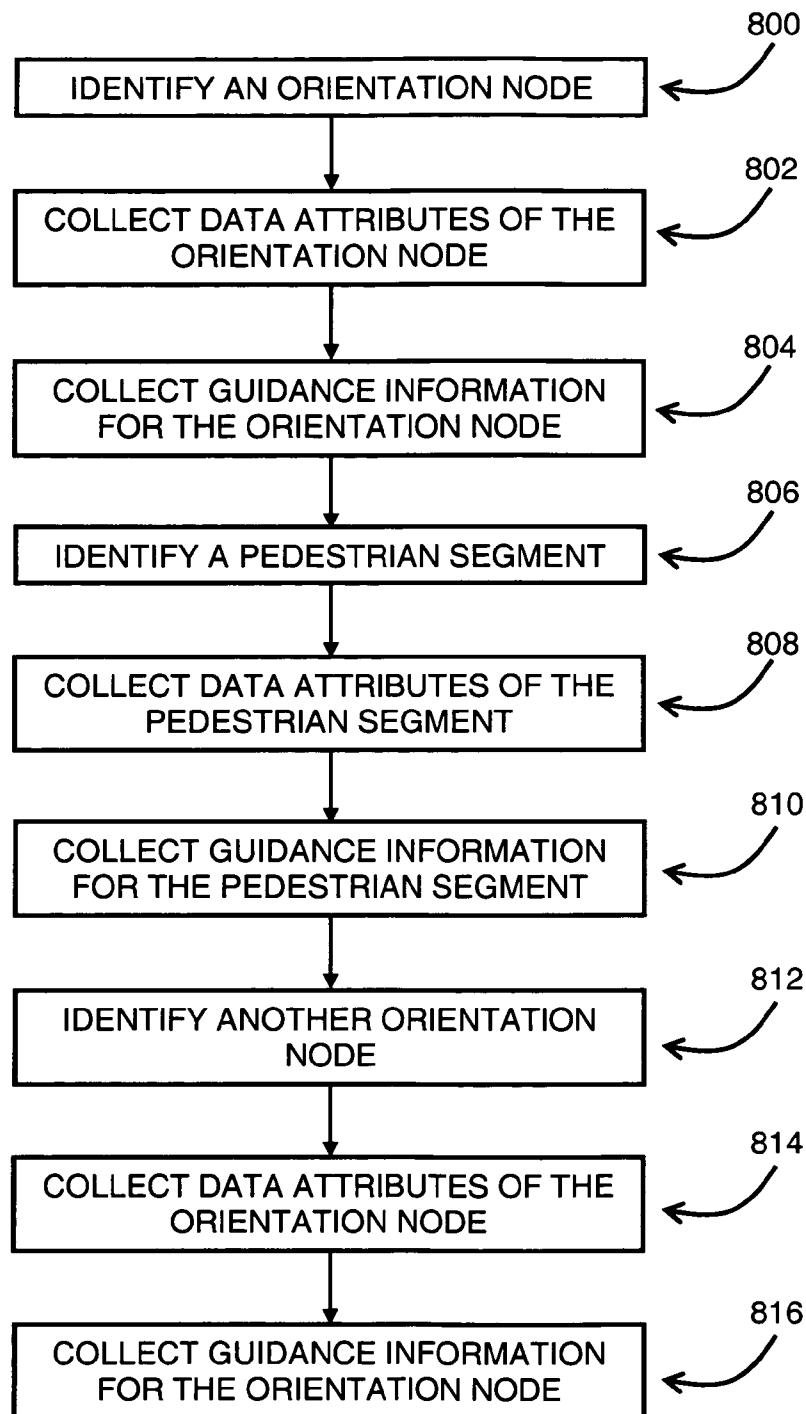 800
IDENTIFY AN ORIENTATION NODE
802
COLLECT DATA ATTRIBUTES OF THE
ORIENTATION NODE
804
COLLECT GUIDANCE INFORMATION
FOR THE ORIENTATION NODE
806
IDENTIFY A PEDESTRIAN SEGMENT
808
COLLECT DATA ATTRIBUTES OF THE
PEDESTRIAN SEGMENT
810
COLLECT GUIDANCE INFORMATION
FOR THE PEDESTRIAN SEGMENT
812
IDENTIFY ANOTHER ORIENTATION
NODE
814
COLLECT DATA ATTRIBUTES OF THE
ORIENTATION NODE
816
COLLECT GUIDANCE INFORMATION
FOR THE ORIENTATION NODE